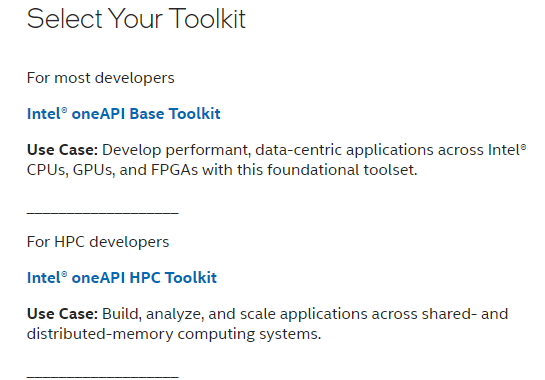 Select Your Toolkit
For most developers
Intel® oneAPI Base Toolkit
Use Case: Develop performant, data-centric applications across Intel®
CPUs, GPUs, and FPGAs with this foundational toolset.
___________________
For HPC developers
Intel® oneAPI HPC Toolkit
Use Case: Build, analyze, and scale applications across shared- and
distributed-memory computing systems.
___________________